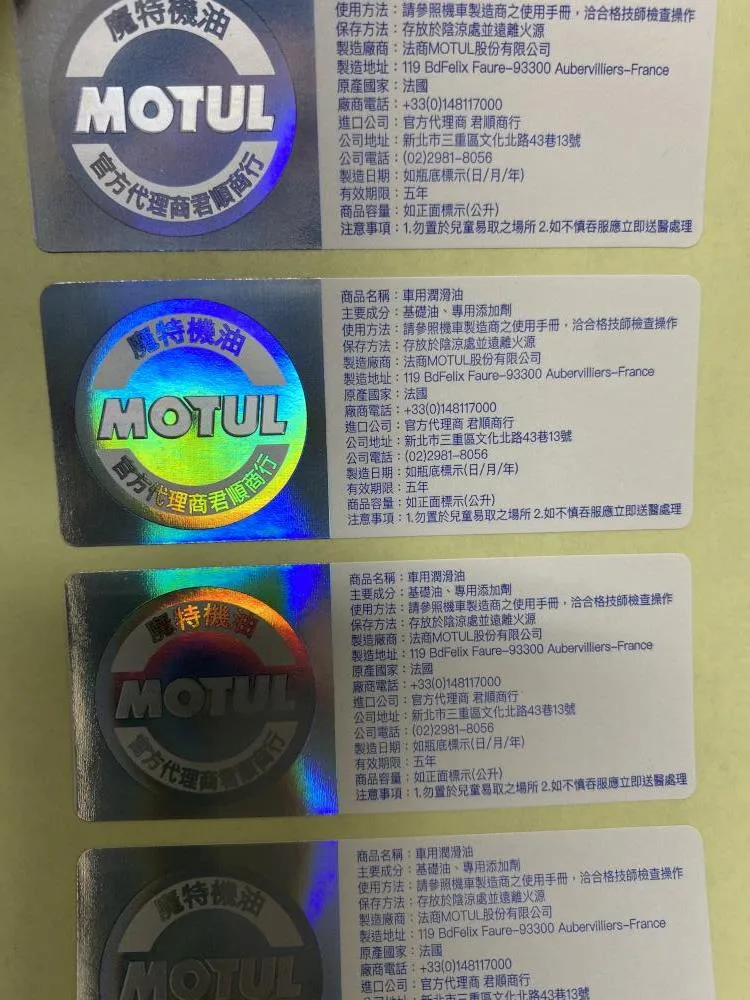 魔特機油
MOTUL
官方代理商君順商行
使用方法：請參照機車製造商之使用手冊，洽合格技師檢查操作
保存方法：存放於陰涼處並遠離火源
製造廠商：法商MOTUL股份有限公司
製造地址：119 BdFelix Faure-93300 Aubervilliers-France
原產國家：法國
廠商電話：+33(0)148117000
進口公司：官方代理商 君順商行
公司地址：新北市三重區文化北路43巷13號
公司電話：(02)2981-8056
製造日期：如瓶底標示(日/月/年)
有效期限：五年
商品容量：如正面標示(公升)
注意事項：1.勿置於兒童易取之場所 2.如不慎吞服應立即送醫處理
魔特機油
MOTUL
官方代理商君順商行
商品名稱：車用潤滑油
主要成分：基礎油、專用添加劑
使用方法：請參照機車製造商之使用手冊，洽合格技師檢查操作
保存方法：存放於陰涼處並遠離火源
製造廠商：法商MOTUL股份有限公司
製造地址：119 BdFelix Faure-93300 Aubervilliers-France
原產國家：法國
廠商電話：+33(0)148117000
進口公司：官方代理商 君順商行
公司地址：新北市三重區文化北路43巷13號
公司電話：(02)2981-8056
製造日期：如瓶底標示(日/月/年)
有效期限：五年
商品容量：如正面標示(公升)
注意事項：1.勿置於兒童易取之場所 2.如不慎吞服應立即送醫處理
魔特機油
MOTUL
官方代理商君順商行
商品名稱：車用潤滑油
主要成分：基礎油、專用添加劑
使用方法：請參照機車製造商之使用手冊，洽合格技師檢查操作
保存方法：存放於陰涼處並遠離火源
製造廠商：法商MOTUL股份有限公司
製造地址：119 BdFelix Faure-93300 Aubervilliers-France
原產國家：法國
廠商電話：+33(0)148117000
進口公司：官方代理商 君順商行
公司地址：新北市三重區文化北路43巷13號
公司電話：(02)2981-8056
製造日期：如瓶底標示(日/月/年)
有效期限：五年
商品容量：如正面標示(公升)
注意事項：1.勿置於兒童易取之場所 2.如不慎吞服應立即送醫處理
魔特機油
MOTUL
商品名稱：車用潤滑油
主要成分：基礎油、專用添加劑
使用方法：請參照機車製造商之使用手冊，洽合格技師檢查操作
保存方法：存放於陰涼處並遠離火源
製造廠商：法商MOTUL股份有限公司
製造地址：119 BdFelix Faure-93300 Aubervilliers-France
原產國家：法國
廠商電話：+33(0)148117000
進口公司：官方代理商 君順商行
公司地址：新北市三重區文化北路43巷13號